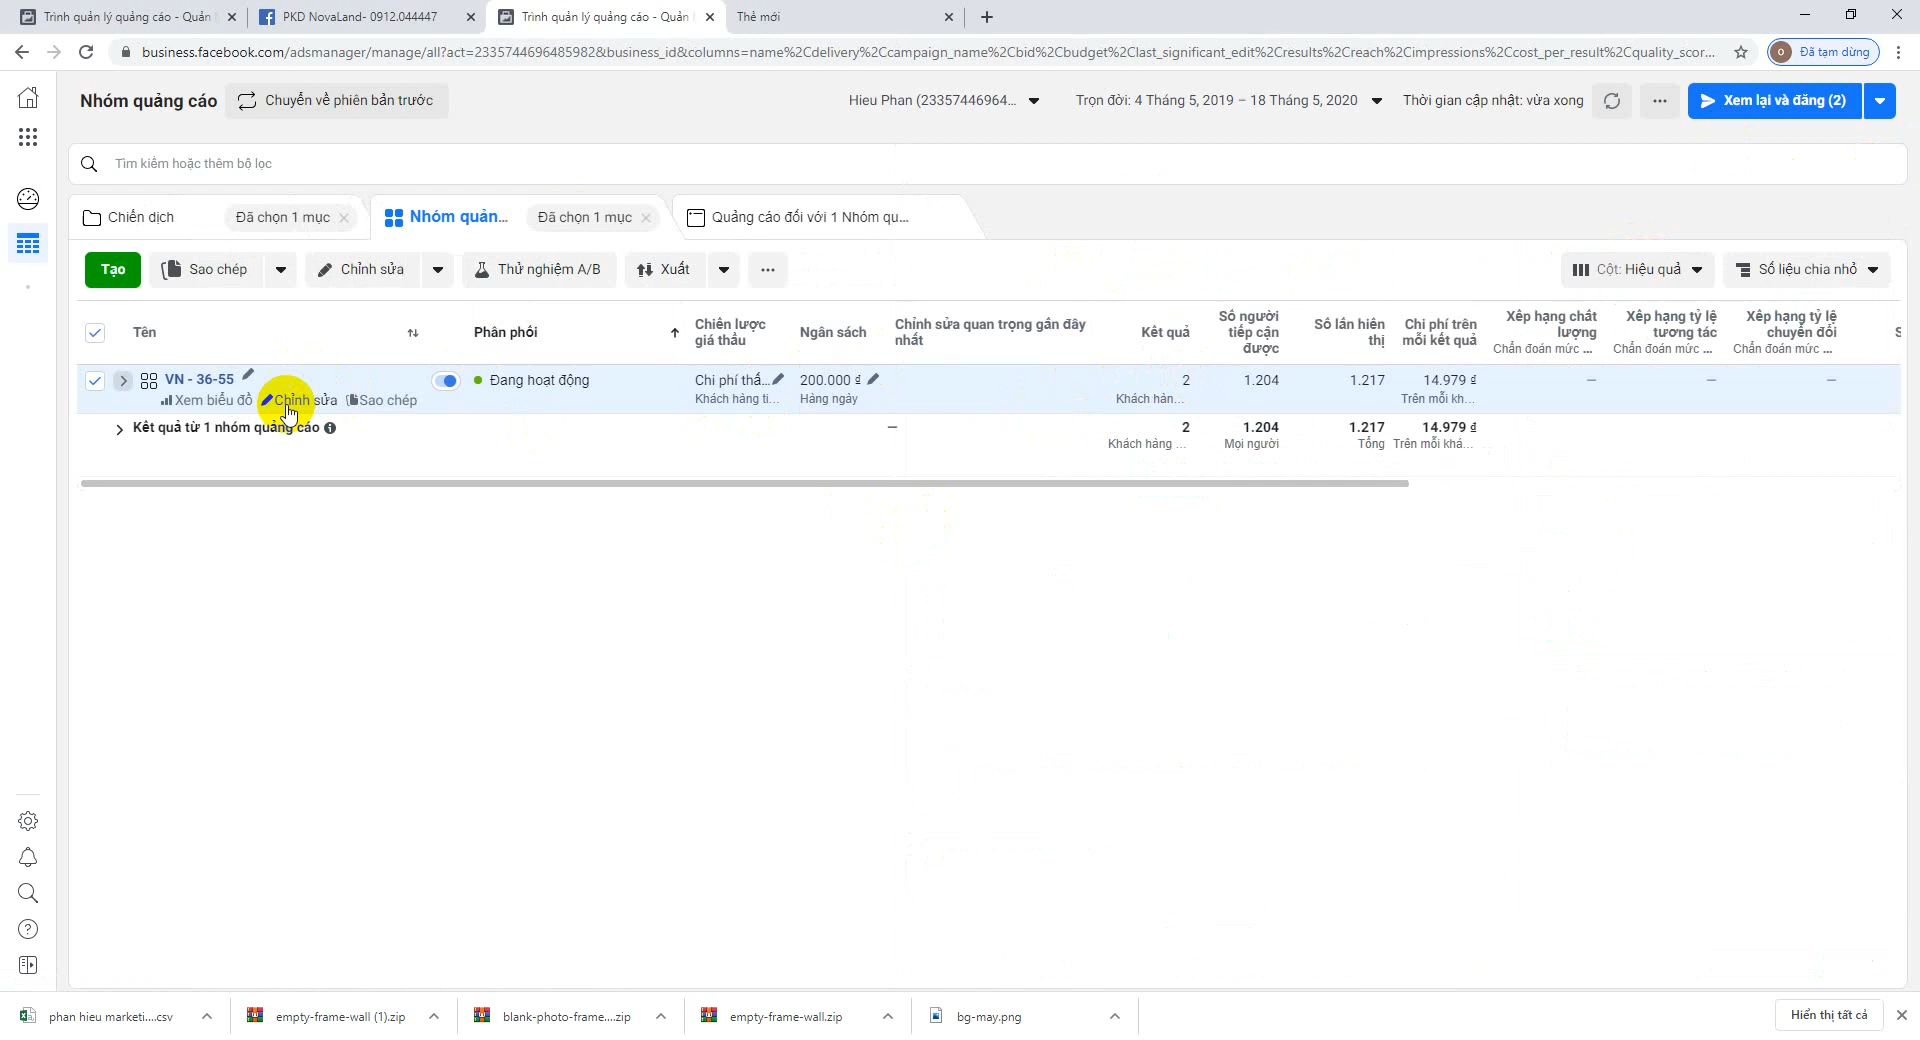 Trình quản lý quảng cáo - Quản
PKD NovaLand- 0912.044447
Trình quản lý quảng cáo - Quản
Thẻ mới
business.facebook.com/adsmanager/manage/all?act=2335744696485982&business_id&columns=name%2Cdelivery%2Ccampaign_name%2Cbid%2Cbudget%2Clast_significant_edit%2Cresults%2Creach%2Cimpressions%2Ccost_per_result%2Cquality_scor...
O
Đã tạm dừng
Nhóm quảng cáo
Chuyển về phiên bản trước
Hieu Phan (23357446964...
Trọn đời: 4 Tháng 5, 2019 – 18 Tháng 5, 2020
Thời gian cập nhật: vừa xong
Xem lại và đăng (2)
Tìm kiếm hoặc thêm bộ lọc
Chiến dịch
Đã chọn 1 mục
Nhóm quản...
Đã chọn 1 mục
Quảng cáo đối với 1 Nhóm qu...
Tạo
Sao chép
Chỉnh sửa
Thử nghiệm A/B
Xuất
Cột: Hiệu quả
Số liệu chia nhỏ
Tên
Phân phối
Chiến lược giá thầu
Ngân sách
Chỉnh sửa quan trọng gần đây nhất
Kết quả
Số người tiếp cận được
Số lần hiển thị
Chi phí trên mỗi kết quả
Xếp hạng chất lượng
Chẩn đoán mức ...
Xếp hạng tỷ lệ tương tác
Chẩn đoán mức ...
Xếp hạng tỷ lệ chuyển đổi
Chẩn đoán mức ...
S
VN - 36-55
Đang hoạt động
Chi phí thấ...
200.000 ₫
2
1.204
1.217
14.979 ₫
—
—
—
Xem biểu đồ
Chỉnh sửa
Sao chép
Khách hàng ti...
Hàng ngày
Khách hàn...
Trên mỗi kh...
Kết quả từ 1 nhóm quảng cáo
—
2
1.204
1.217
14.979 ₫
Khách hàng ...
Mọi người
Tổng
Trên mỗi khá...
phan hieu marketi....csv
empty-frame-wall (1).zip
blank-photo-frame....zip
empty-frame-wall.zip
bg-may.png
Hiển thị tất cả